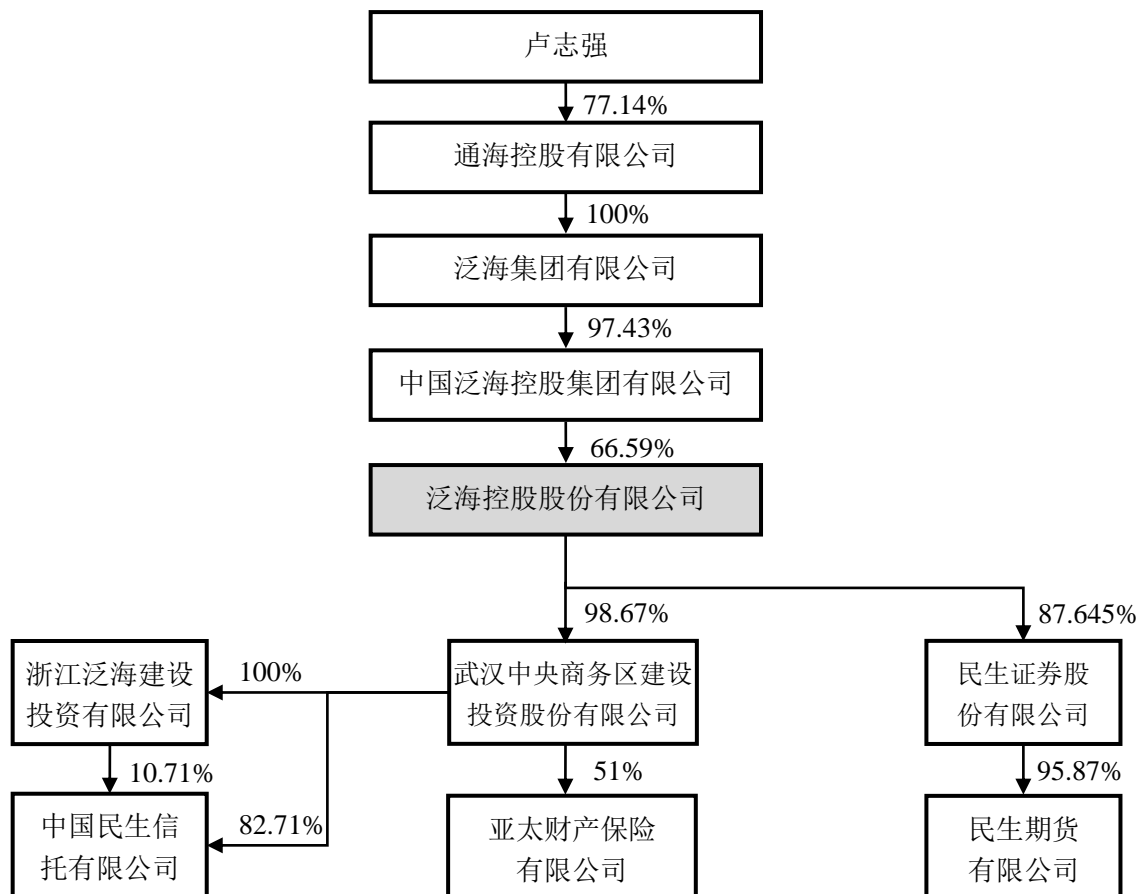 卢志强
77.14%
通海控股有限公司
100%
泛海集团有限公司
97.43%
中国泛海控股集团有限公司
66.59%
泛海控股股份有限公司
98.67%
87.645%
浙江泛海建设
投资有限公司
100%
武汉中央商务区建设
投资股份有限公司
民生证券股
份有限公司
10.71%
51%
95.87%
中国民生信
托有限公司
82.71%
亚太财产保险
有限公司
民生期货
有限公司